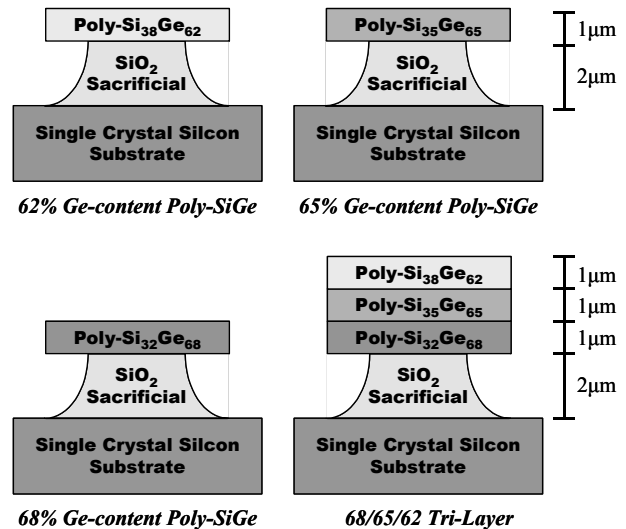 Poly-Si₃₈Ge₆₂
SiO₂
Sacrificial
Single Crystal Silcon
Substrate
62% Ge-content Poly-SiGe
Poly-Si₃₅Ge₆₅
SiO₂
Sacrificial
Single Crystal Silcon
Substrate
65% Ge-content Poly-SiGe
1μm
2μm
Poly-Si₃₂Ge₆₈
SiO₂
Sacrificial
Single Crystal Silcon
Substrate
68% Ge-content Poly-SiGe
Poly-Si₃₈Ge₆₂
Poly-Si₃₅Ge₆₅
Poly-Si₃₂Ge₆₈
SiO₂
Sacrificial
Single Crystal Silcon
Substrate
68/65/62 Tri-Layer
1μm
1μm
1μm
2μm